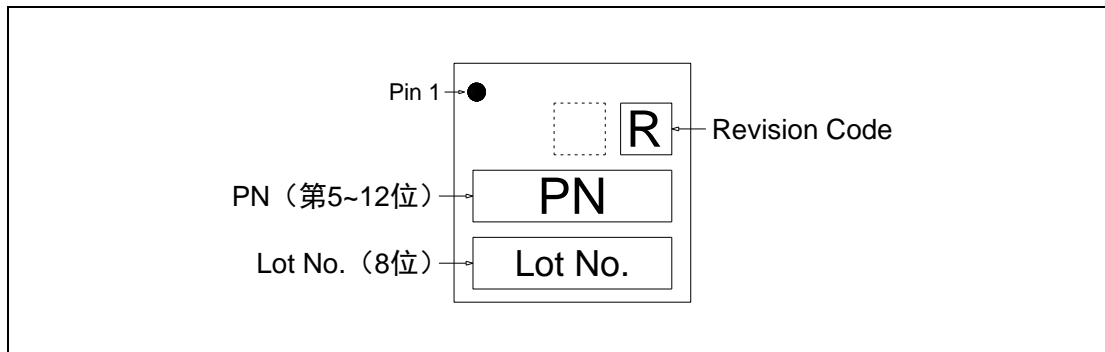 Pin 1
R
Revision Code
PN（第5~12位）
PN
Lot No.（8位）
Lot No.